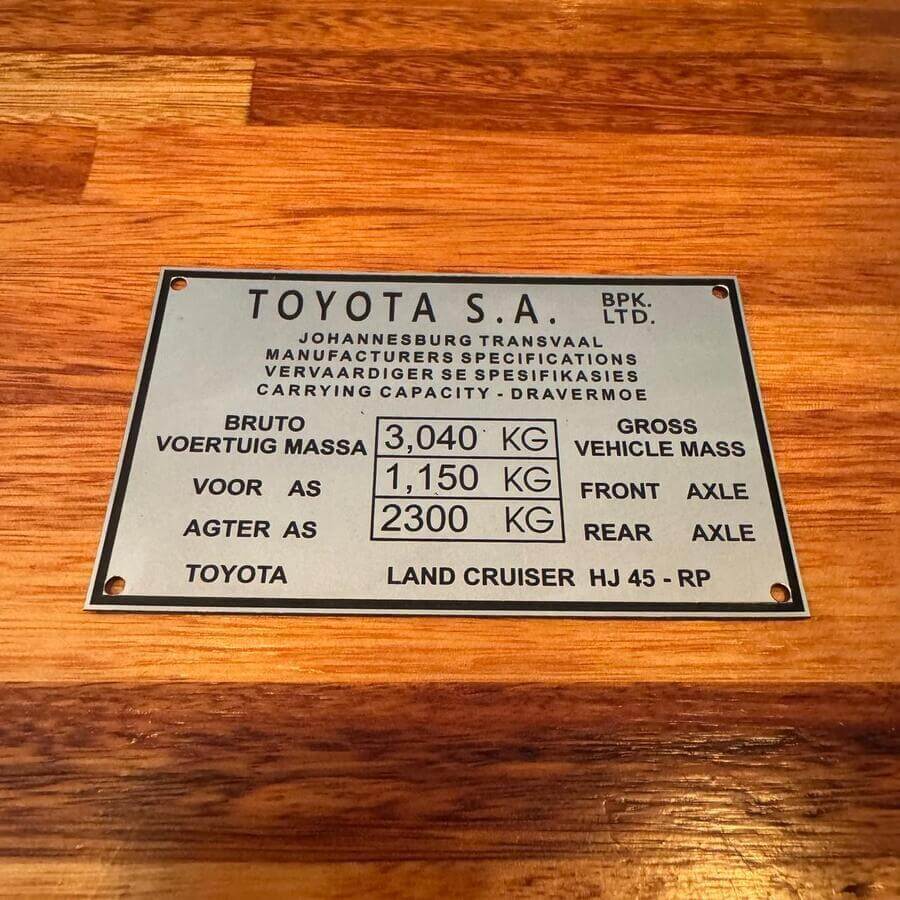 TOYOTA S.A. BPK. LTD.
JOHANNESBURG TRANSVAAL
MANUFACTURERS SPECIFICATIONS
VERVAARDIGER SE SPESIFIKASIES
CARRYING CAPACITY - DRAVERMOE
BRUTO VOERTUIG MASSA 3,040 KG GROSS VEHICLE MASS
VOOR AS 1,150 KG FRONT AXLE
AGTER AS 2300 KG REAR AXLE
TOYOTA LAND CRUISER HJ 45 - RP